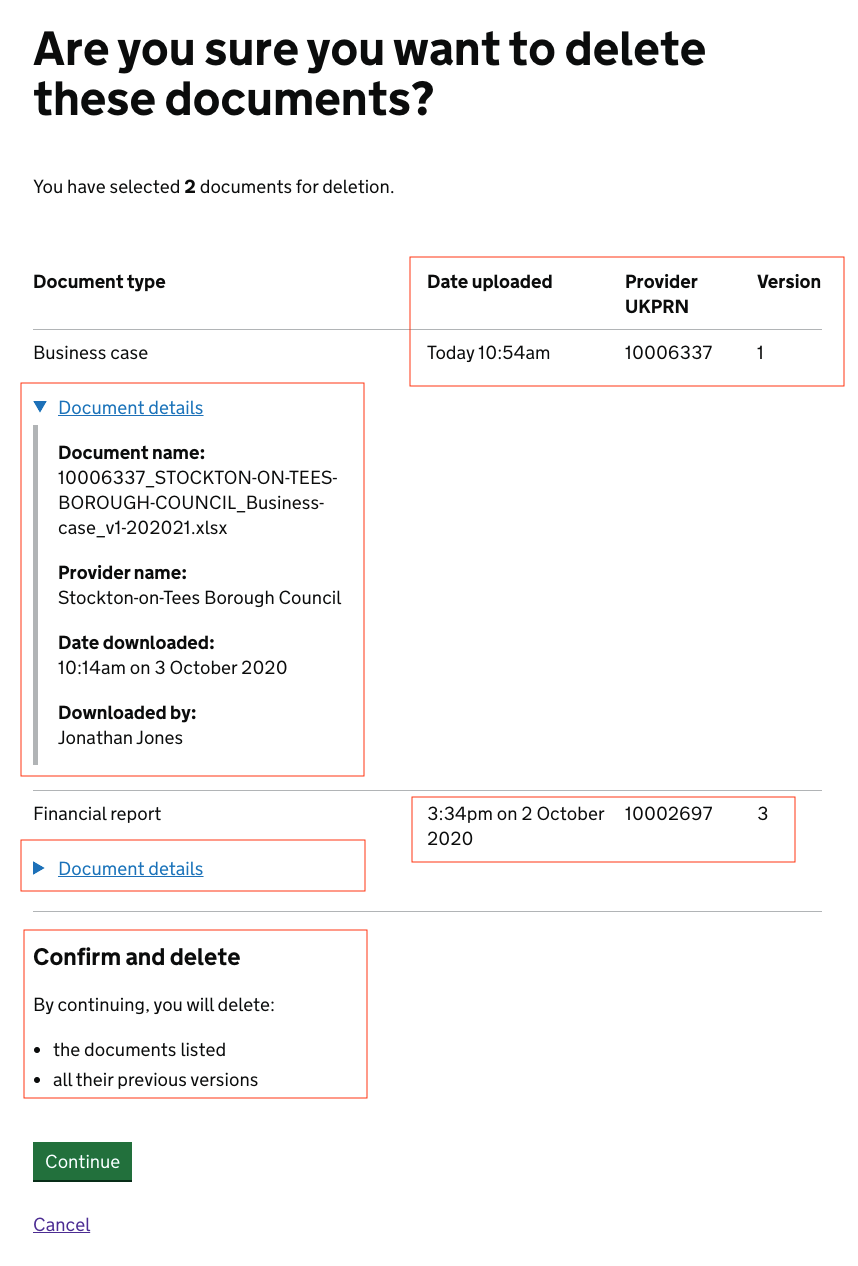 Are you sure you want to delete
these documents?
You have selected 2 documents for deletion.
Document type Date uploaded Provider UKPRN Version
Business case Today 10:54am 10006337 1
Document details
Document name:
10006337_STOCKTON-ON-TEES-
BOROUGH-COUNCIL_Business-
case_v1-202021.xlsx
Provider name:
Stockton-on-Tees Borough Council
Date downloaded:
10:14am on 3 October 2020
Downloaded by:
Jonathan Jones
Financial report 3:34pm on 2 October 2020 10002697 3
Document details
Confirm and delete
By continuing, you will delete:
• the documents listed
• all their previous versions
Continue
Cancel